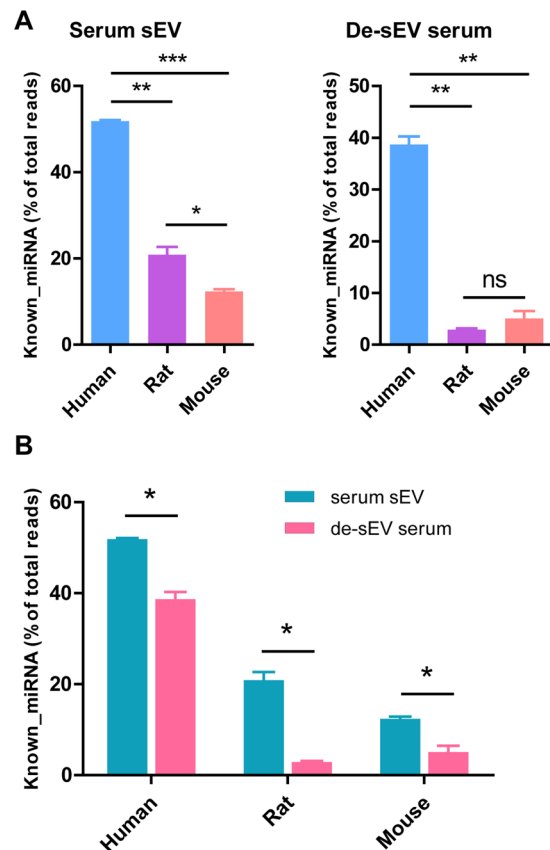 A
Serum sEV
De-sEV serum
Known_miRNA (% of total reads)
60
40
20
0
***
**
*
Human
Rat
Mouse
Known_miRNA (% of total reads)
50
40
30
20
10
0
**
**
ns
Human
Rat
Mouse
B
Known_miRNA (% of total reads)
60
40
20
0
*
*
*
serum sEV
de-sEV serum
Human
Rat
Mouse